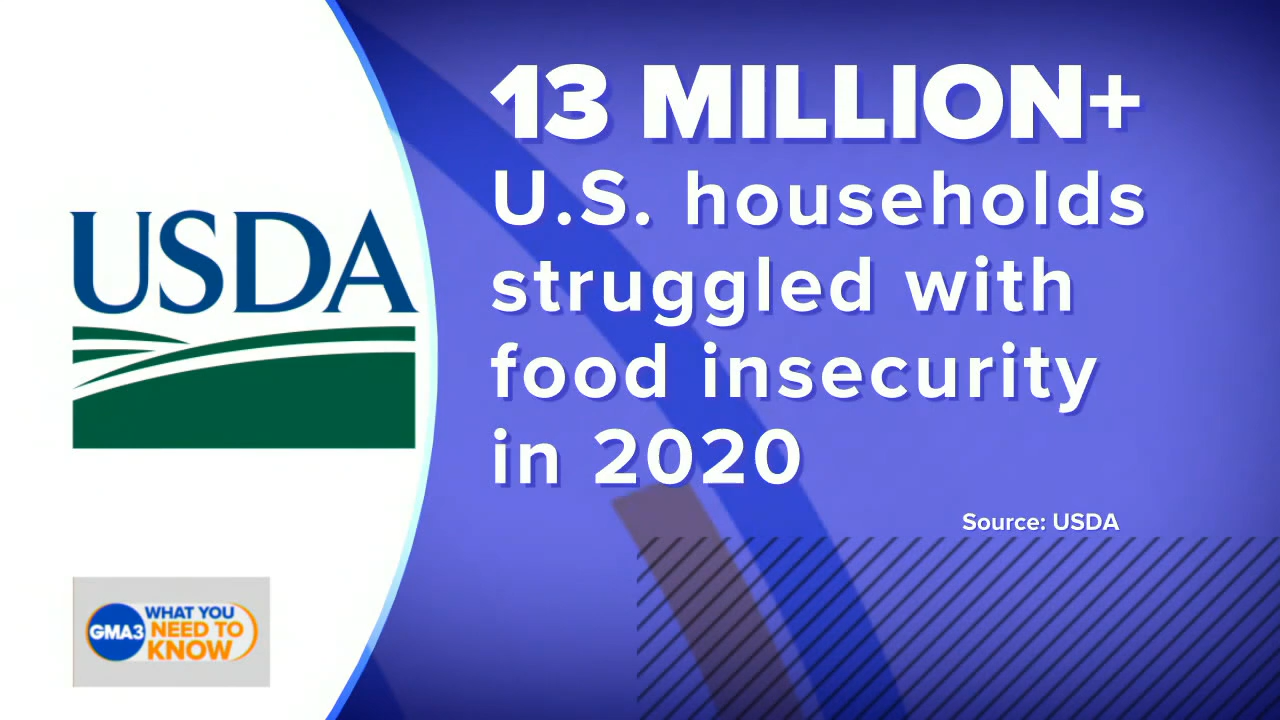 13 MILLION+
U.S. households
struggled with
food insecurity
in 2020
Source: USDA
USDA
GMA3
WHAT YOU
NEED TO
KNOW